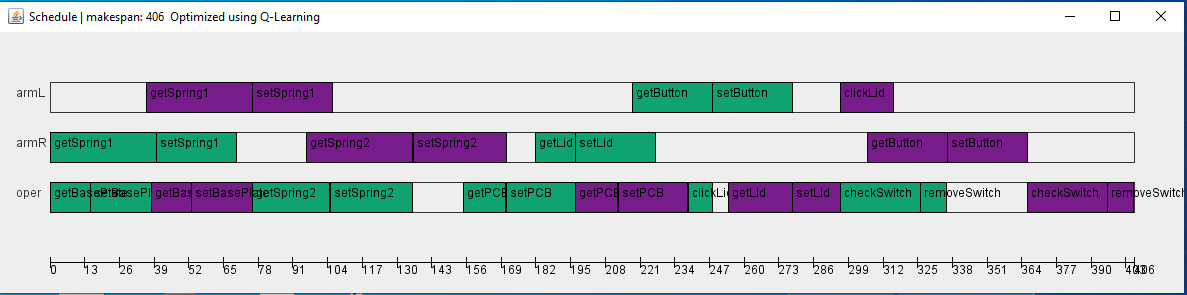 Schedule | makespan: 406 Optimized using Q-Learning
armL getSpring1 setSpring1 getButton setButton clickLid
armR getSpring1 setSpring1 getSpring2 setSpring2 getLid setLid getButton setButton
oper getBasePlate setBasePl getBas setBasePlate getSpring2 setSpring2 getPCB setPCB getPCB setPCB clickLid getLid setLid checkSwitch removeSwitch checkSwitch removeSwitch
0 13 26 39 52 65 78 91 104 117 130 143 156 169 182 195 208 221 234 247 260 273 286 299 312 325 338 351 364 377 390 403 406